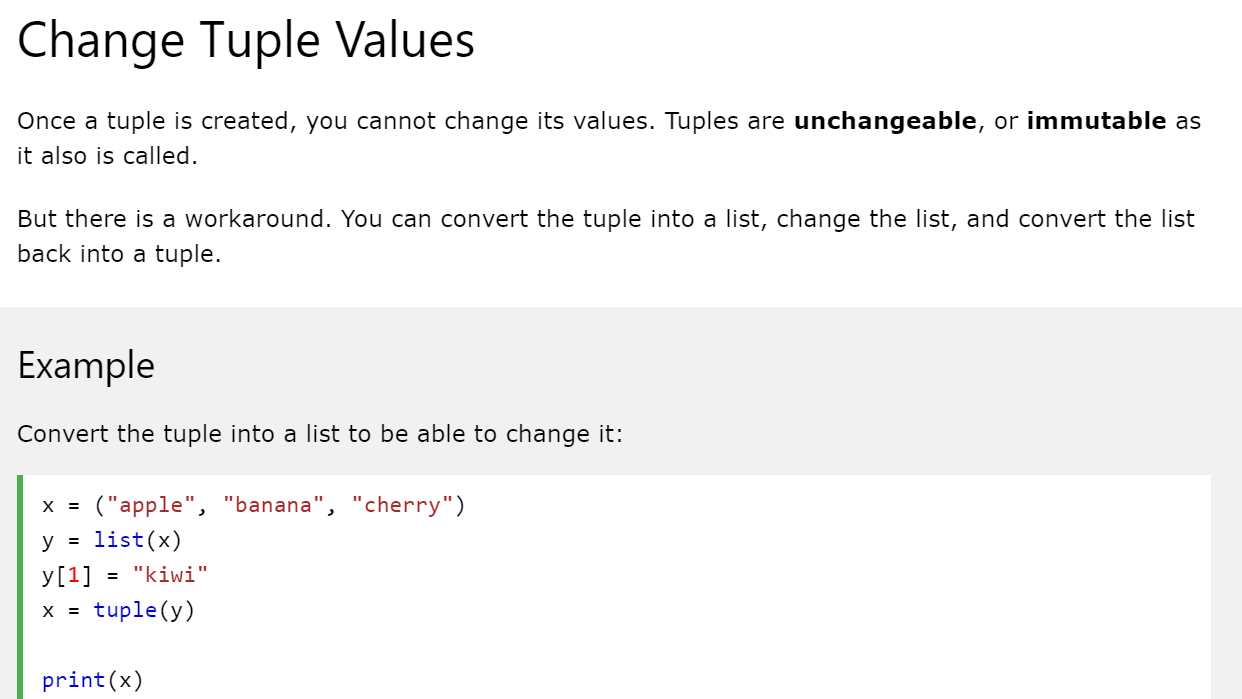 Change Tuple Values
Once a tuple is created, you cannot change its values. Tuples are unchangeable, or immutable as
it also is called.
But there is a workaround. You can convert the tuple into a list, change the list, and convert the list
back into a tuple.
Example
Convert the tuple into a list to be able to change it:
x = ("apple", "banana", "cherry")
y = list(x)
y[1] = "kiwi"
x = tuple(y)
print(x)